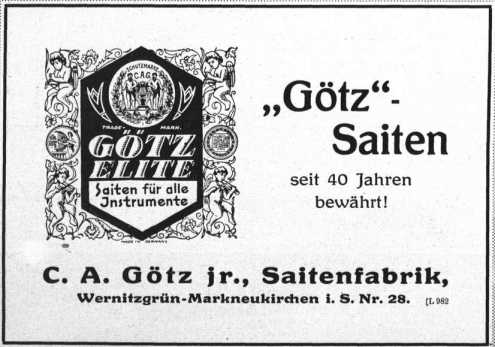 SCHUTZMARKE
C.A.G.
TRADE- MARK.
GÖTZ
ELITE
Saiten für alle
Instrumente
MADE IN GERMANY
„Götz“-
Saiten
seit 40 Jahren
bewährt!
C. A. Götz jr., Saitenfabrik,
Wernitzgrün-Markneukirchen i. S. Nr. 28.
[L 982